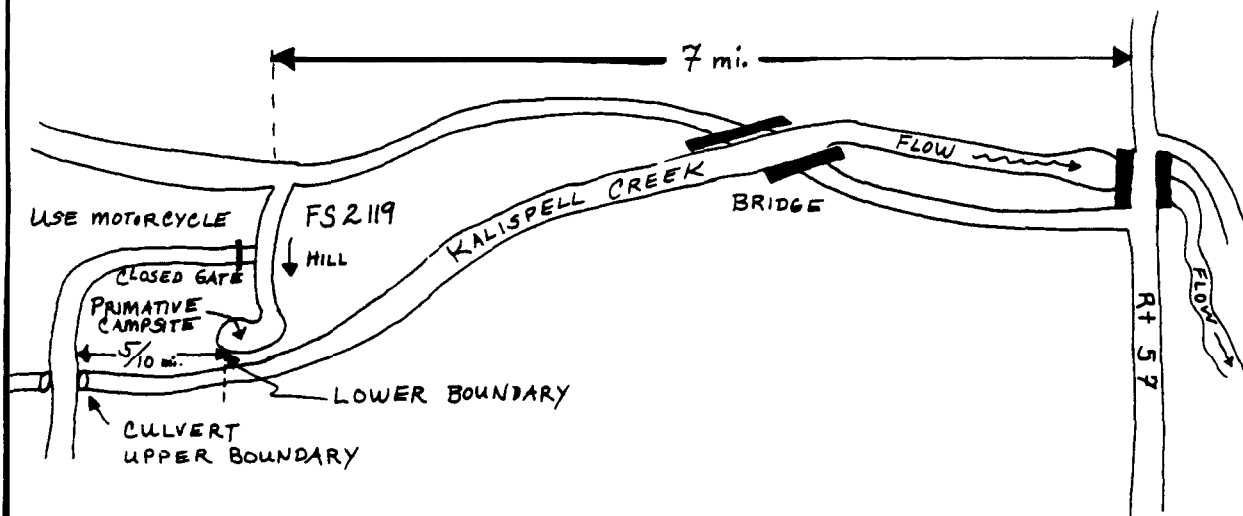 7 mi.
FLOW
USE MOTORCYCLE
FS 2119
KALISPELL CREEK
BRIDGE
HILL
CLOSED GATE
PRIMATIVE
CAMPSITE
FLOW
Rt 57
5/10 mi.
LOWER BOUNDARY
CULVERT
UPPER BOUNDARY